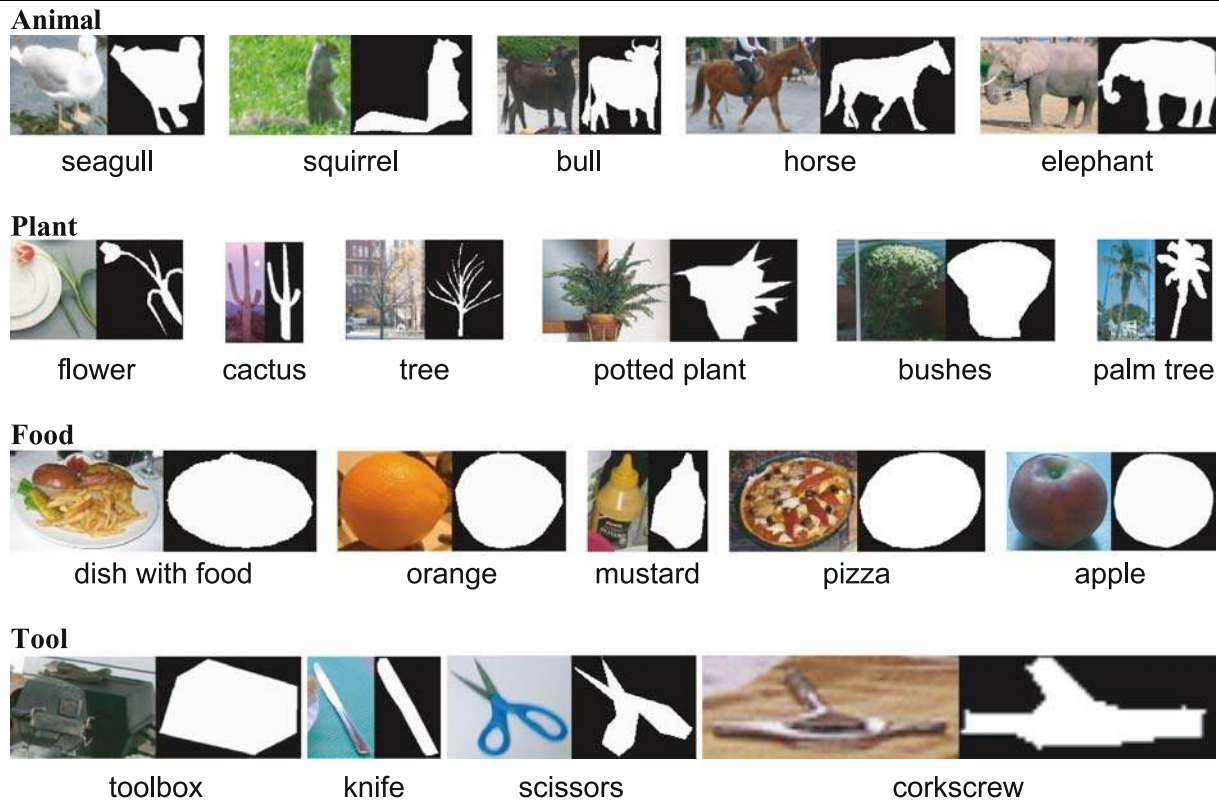 Animal
seagull squirrel bull horse elephant
Plant
flower cactus tree potted plant bushes palm tree
Food
dish with food orange mustard pizza apple
Tool
toolbox knife scissors corkscrew